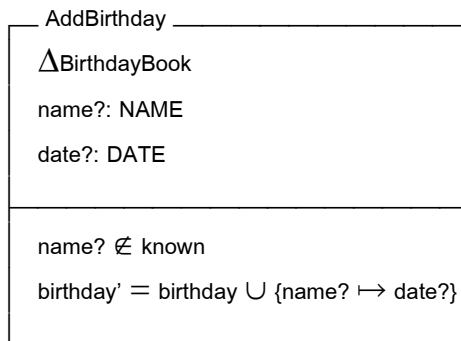 AddBirthday
ΔBirthdayBook
name?: NAME
date?: DATE
name? ∉ known
birthday’ = birthday ∪ {name? ↦ date?}